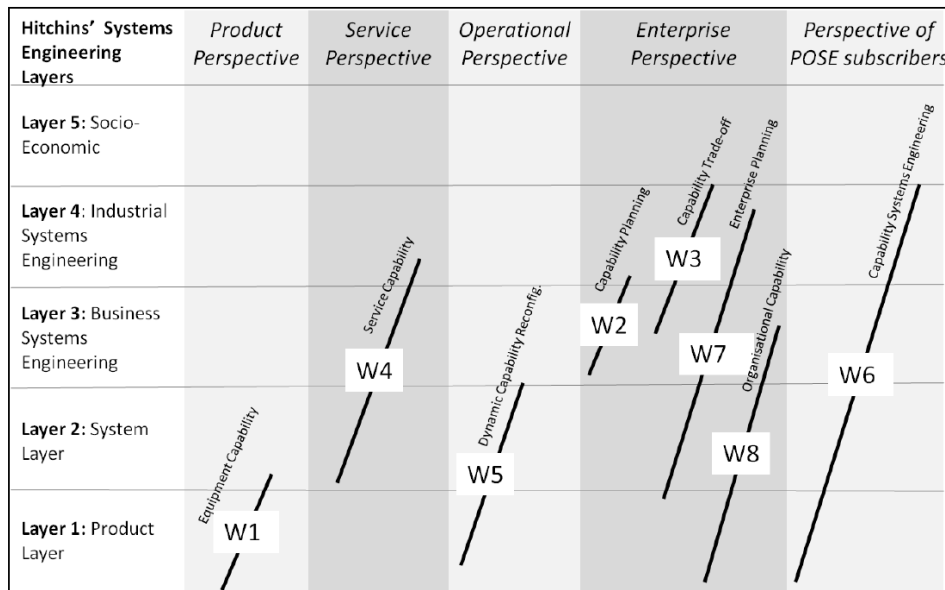 Hitchins' Systems
Engineering
Layers
Product
Perspective
Service
Perspective
Operational
Perspective
Enterprise
Perspective
Perspective of
POSE subscribers
Layer 5: Socio-
Economic
Layer 4: Industrial
Systems
Engineering
Layer 3: Business
Systems
Engineering
Layer 2: System
Layer
Layer 1: Product
Layer
Equipment Capability
W1
Service Capability
W4
Dynamic Capability Reconfig.
W5
Capability Planning
W2
Capability Trade-off
W3
Enterprise Planning
W7
Organisational Capability
W8
Capability Systems Engineering
W6